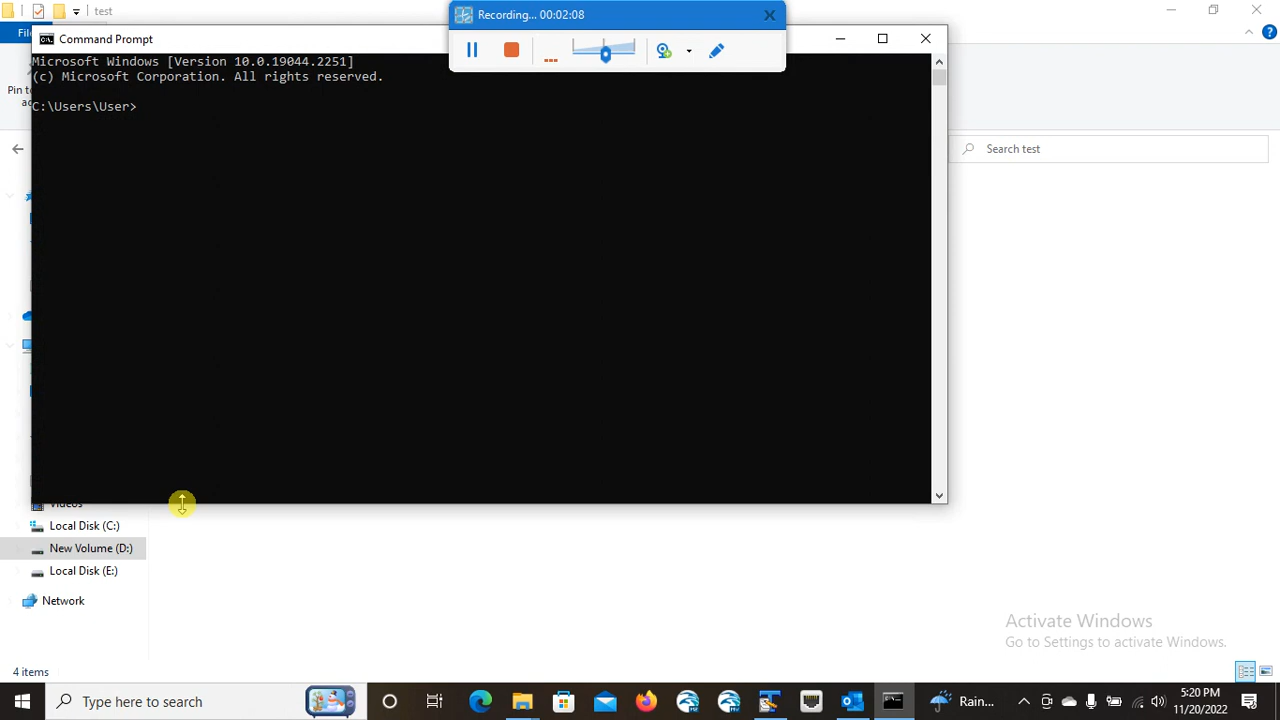 test
Recording... 00:02:08
Command Prompt
Microsoft Windows [Version 10.0.19044.2251]
(c) Microsoft Corporation. All rights reserved.
C:\Users\User>
Search test
Local Disk (C:)
New Volume (D:)
Local Disk (E:)
Network
Activate Windows
Go to Settings to activate Windows.
4 items
Type here to search
Rain...
5:20 PM
11/20/2022